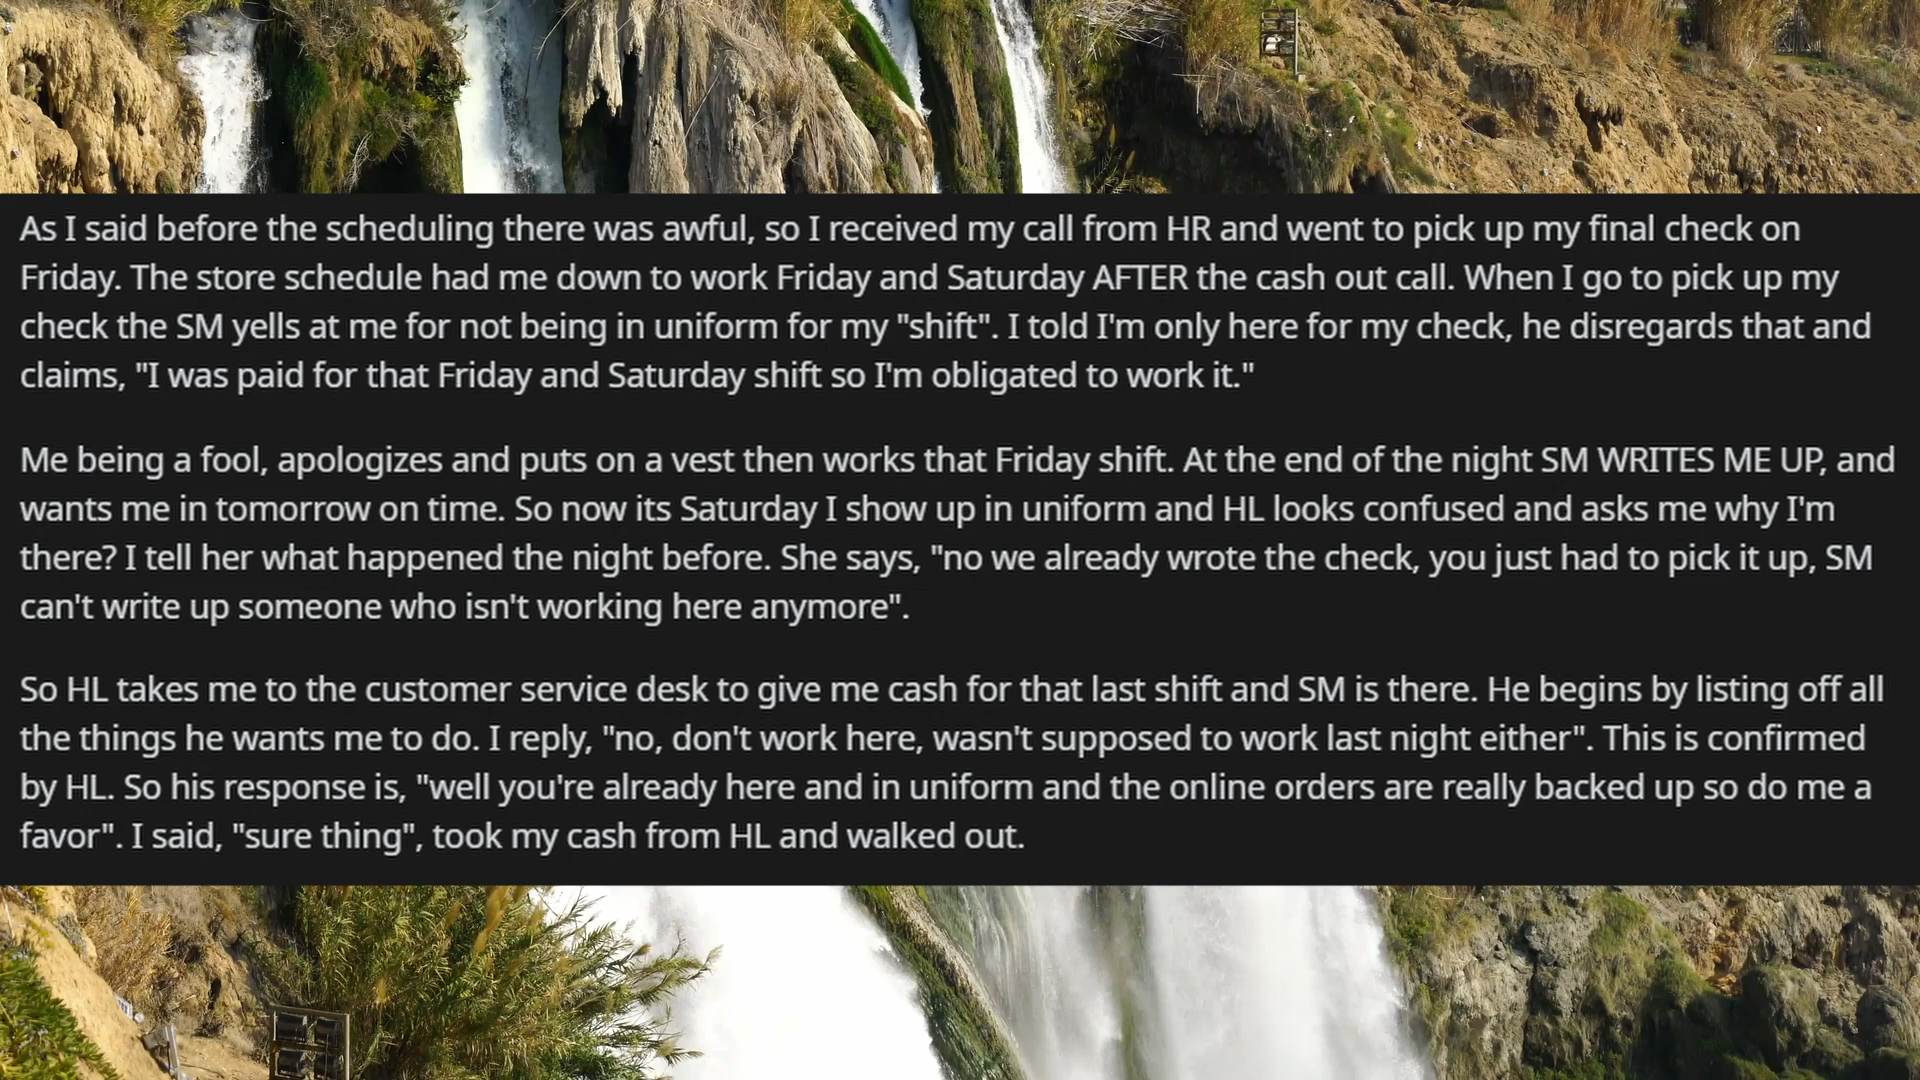 As I said before the scheduling there was awful, so I received my call from HR and went to pick up my final check on
Friday. The store schedule had me down to work Friday and Saturday AFTER the cash out call. When I go to pick up my
check the SM yells at me for not being in uniform for my "shift". I told I'm only here for my check, he disregards that and
claims, "I was paid for that Friday and Saturday shift so I'm obligated to work it."
Me being a fool, apologizes and puts on a vest then works that Friday shift. At the end of the night SM WRITES ME UP, and
wants me in tomorrow on time. So now its Saturday I show up in uniform and HL looks confused and asks me why I'm
there? I tell her what happened the night before. She says, "no we already wrote the check, you just had to pick it up, SM
can't write up someone who isn't working here anymore".
So HL takes me to the customer service desk to give me cash for that last shift and SM is there. He begins by listing off all
the things he wants me to do. I reply, "no, don't work here, wasn't supposed to work last night either". This is confirmed
by HL. So his response is, "well you're already here and in uniform and the online orders are really backed up so do me a
favor". I said, "sure thing", took my cash from HL and walked out.